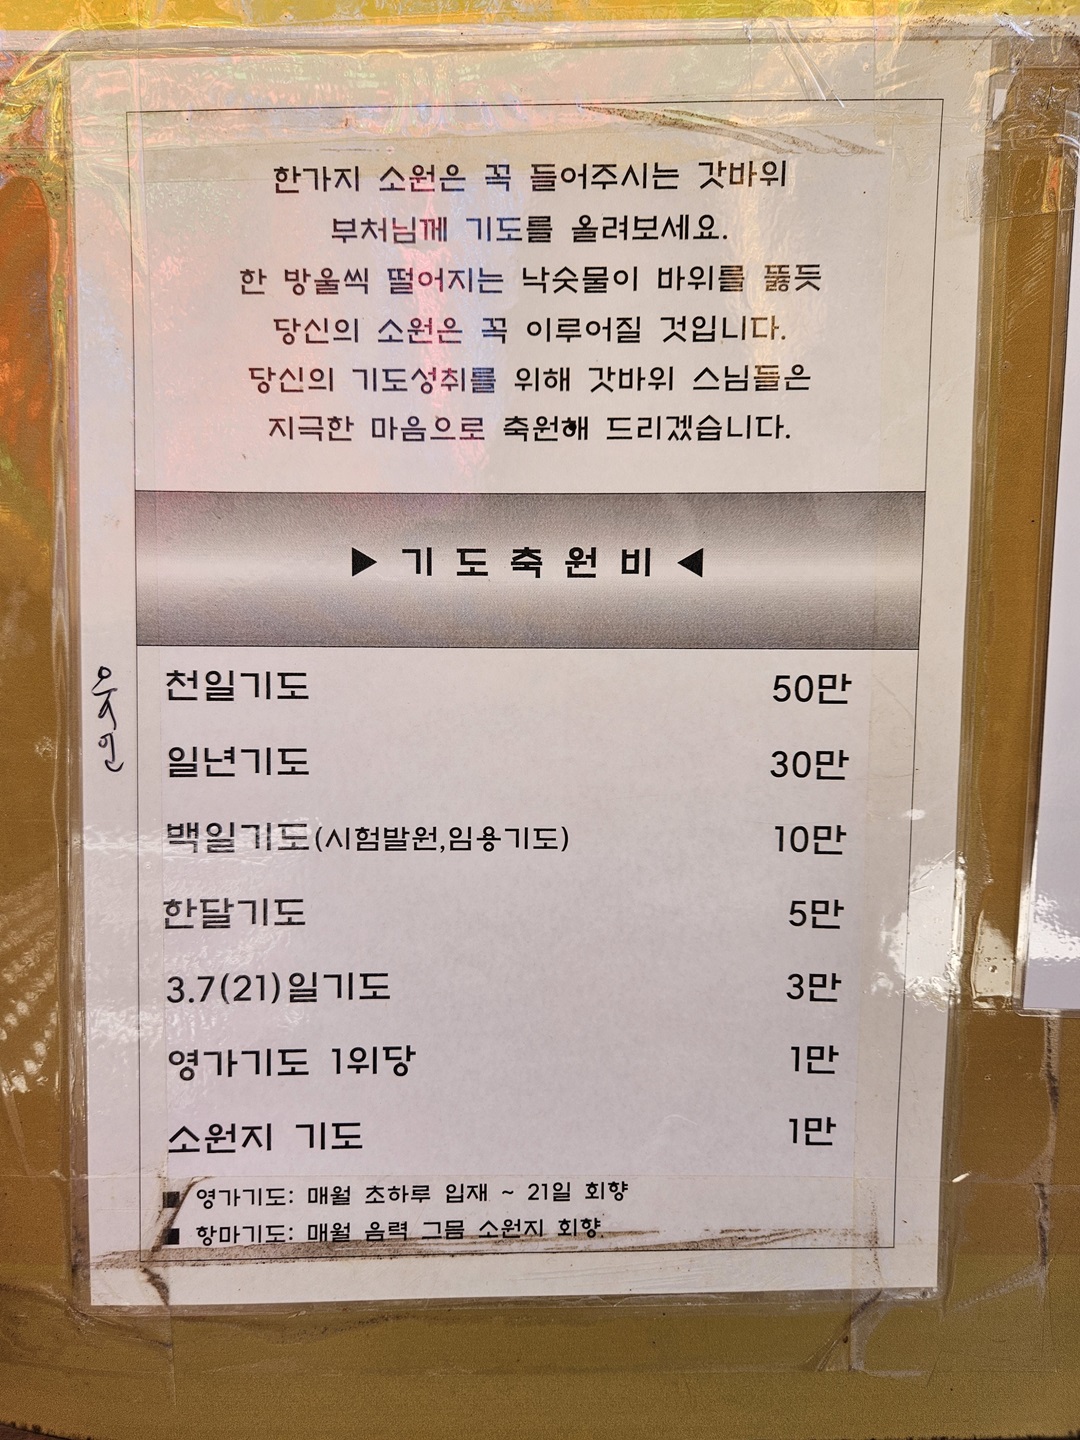 한가지 소원은 꼭 들어주시는 갓바위
부처님께 기도를 올려보세요.
한 방울씩 떨어지는 낙숫물이 바위를 뚫듯
당신의 소원은 꼭 이루어질 것입니다.
당신의 기도성취를 위해 갓바위 스님들은
지극한 마음으로 축원해 드리겠습니다.
▶ 기 도 축 원 비 ◀
천일기도 50만
일년기도 30만
백일기도(시험발원,임용기도) 10만
한달기도 5만
3.7(21)일기도 3만
영가기도 1위당 1만
소원지 기도 1만
■ 영가기도: 매월 초하루 입재 ~ 21일 회향
■ 항마기도: 매월 음력 그믐 소원지 회향